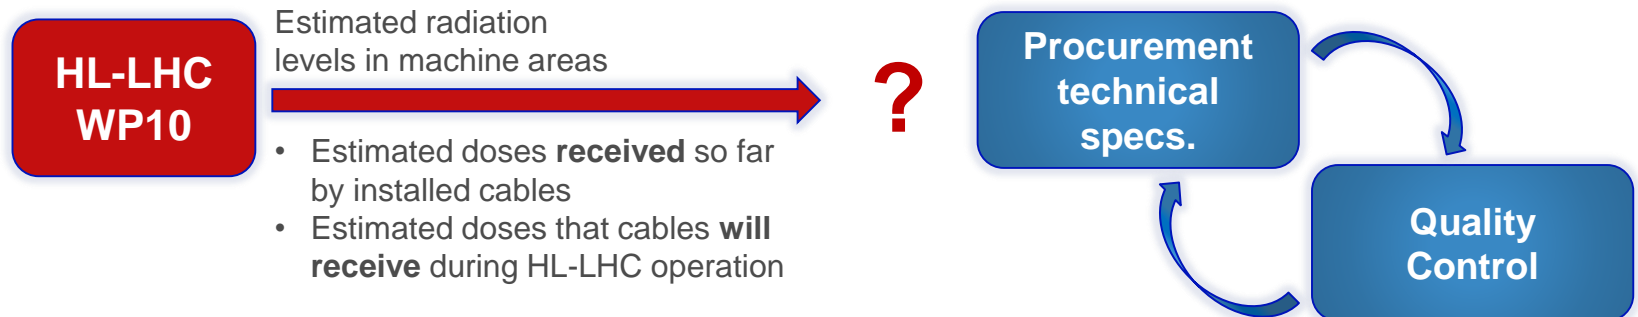 HL-LHC
WP10
Estimated radiation
levels in machine areas
• Estimated doses received so far
by installed cables
• Estimated doses that cables will
receive during HL-LHC operation
?
Procurement
technical
specs.
Quality
Control